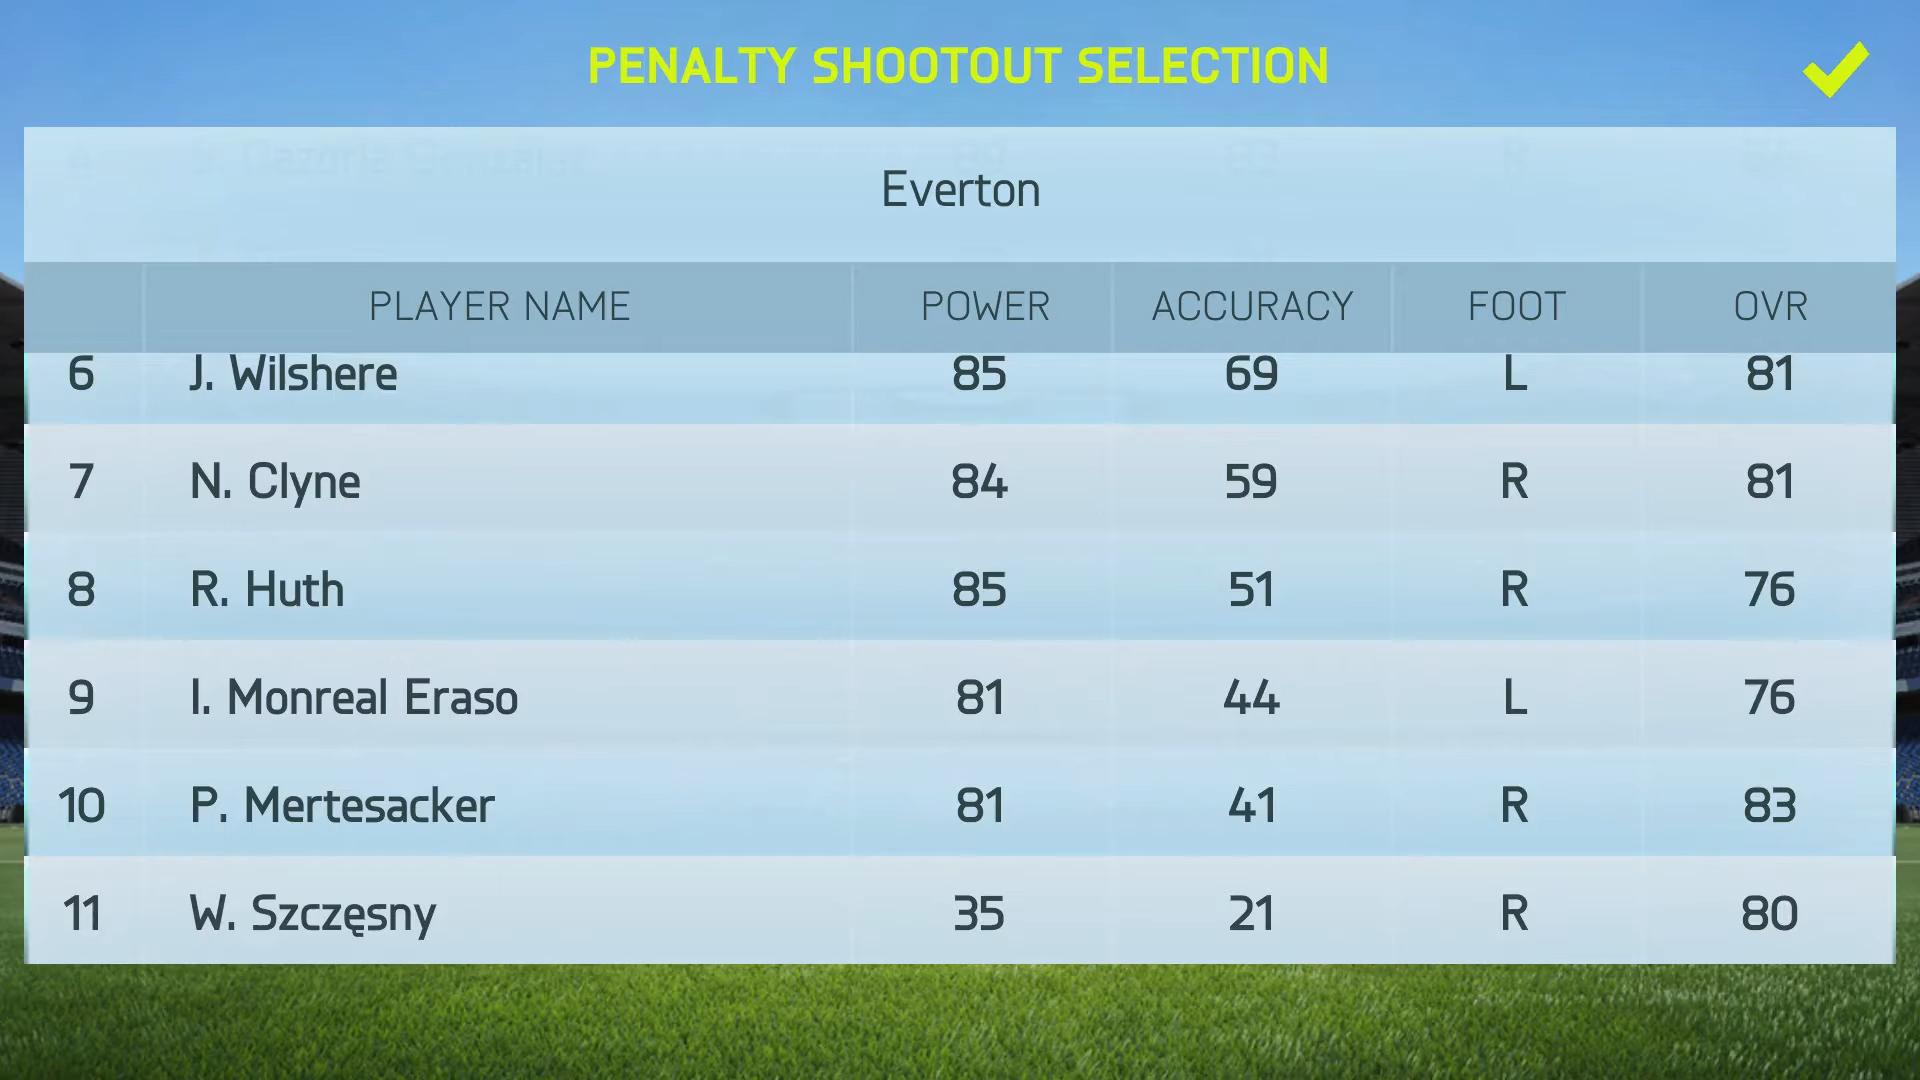 PENALTY SHOOTOUT SELECTION
Everton
PLAYER NAME POWER ACCURACY FOOT OVR
6 J. Wilshere 85 69 L 81
7 N. Clyne 84 59 R 81
8 R. Huth 85 51 R 76
9 I. Monreal Eraso 81 44 L 76
10 P. Mertesacker 81 41 R 83
11 W. Szczęsny 35 21 R 80